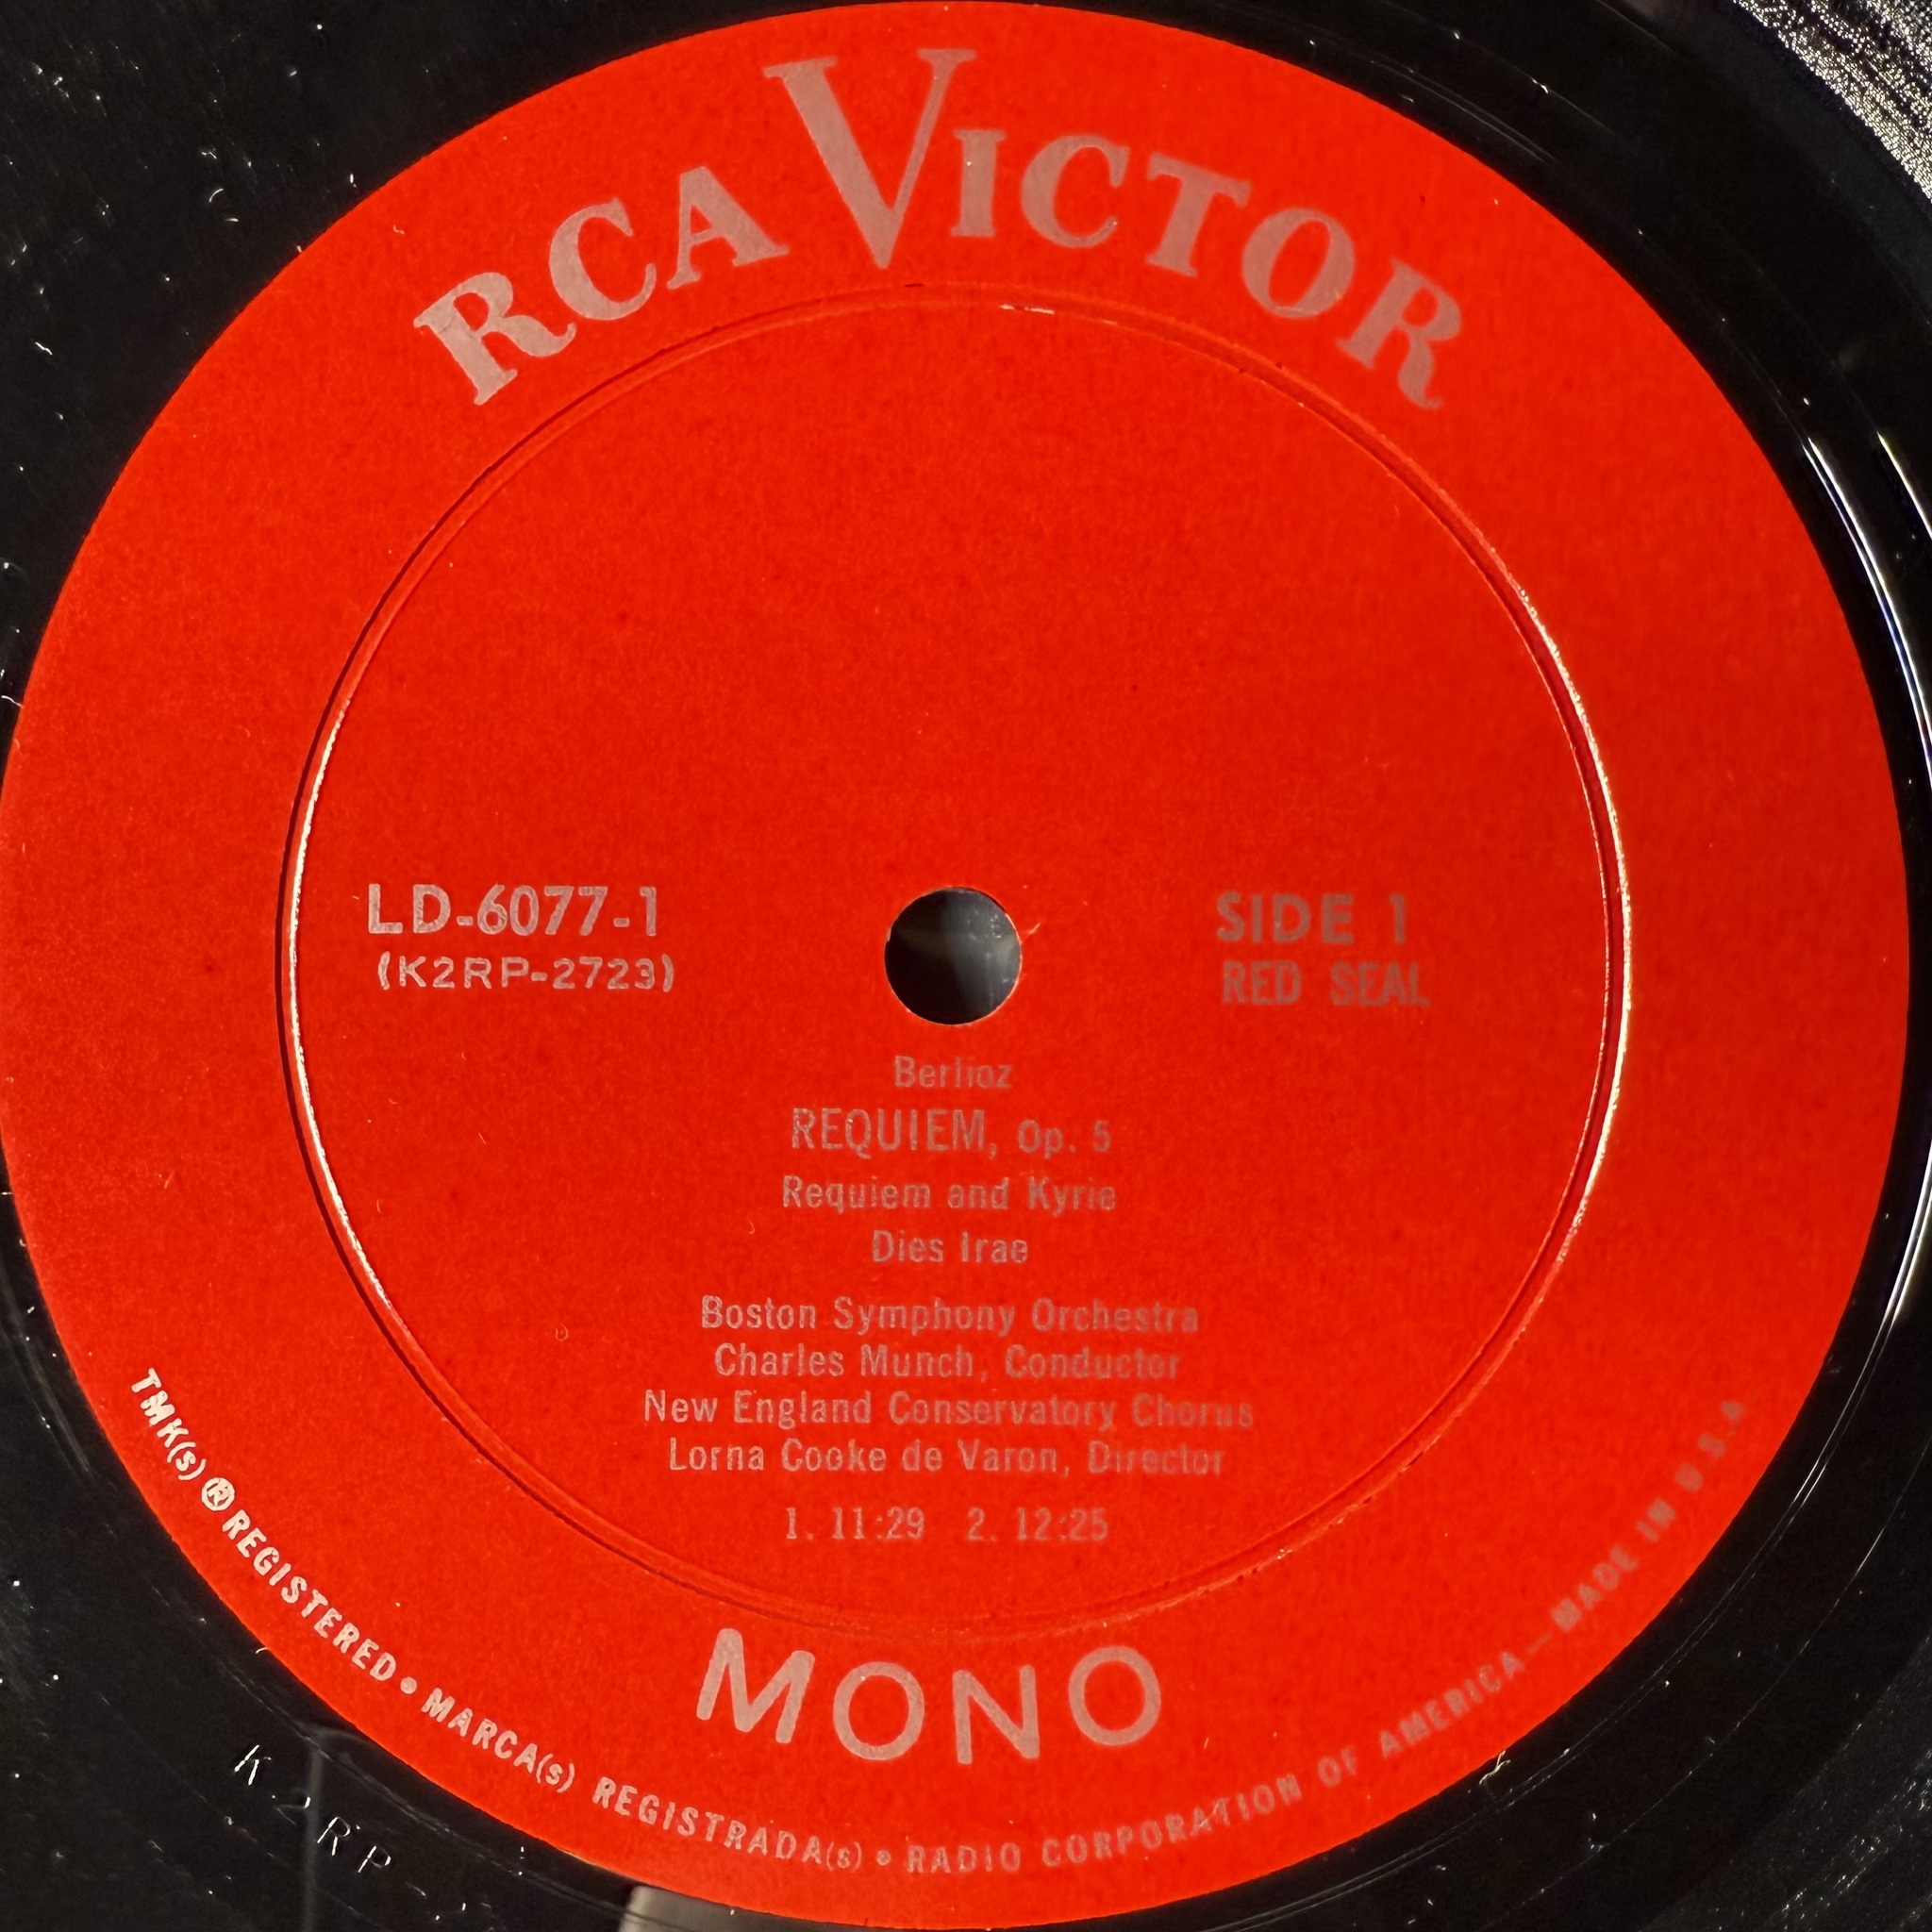 RCA VICTOR
LD-6077-1
(K2RP-2723)
SIDE 1
RED SEAL
Berlioz
REQUIEM, Op. 5
Requiem and Kyrie
Dies Irae
Boston Symphony Orchestra
Charles Munch, Conductor
New England Conservatory Chorus
Lorna Cooke de Varon, Director
1. 11:29 2. 12:25
MONO
TMK(s) ® REGISTERED • MARCA(s) REGISTRADA(s) • RADIO CORPORATION OF AMERICA—MADE IN U.S.A.
K2RP